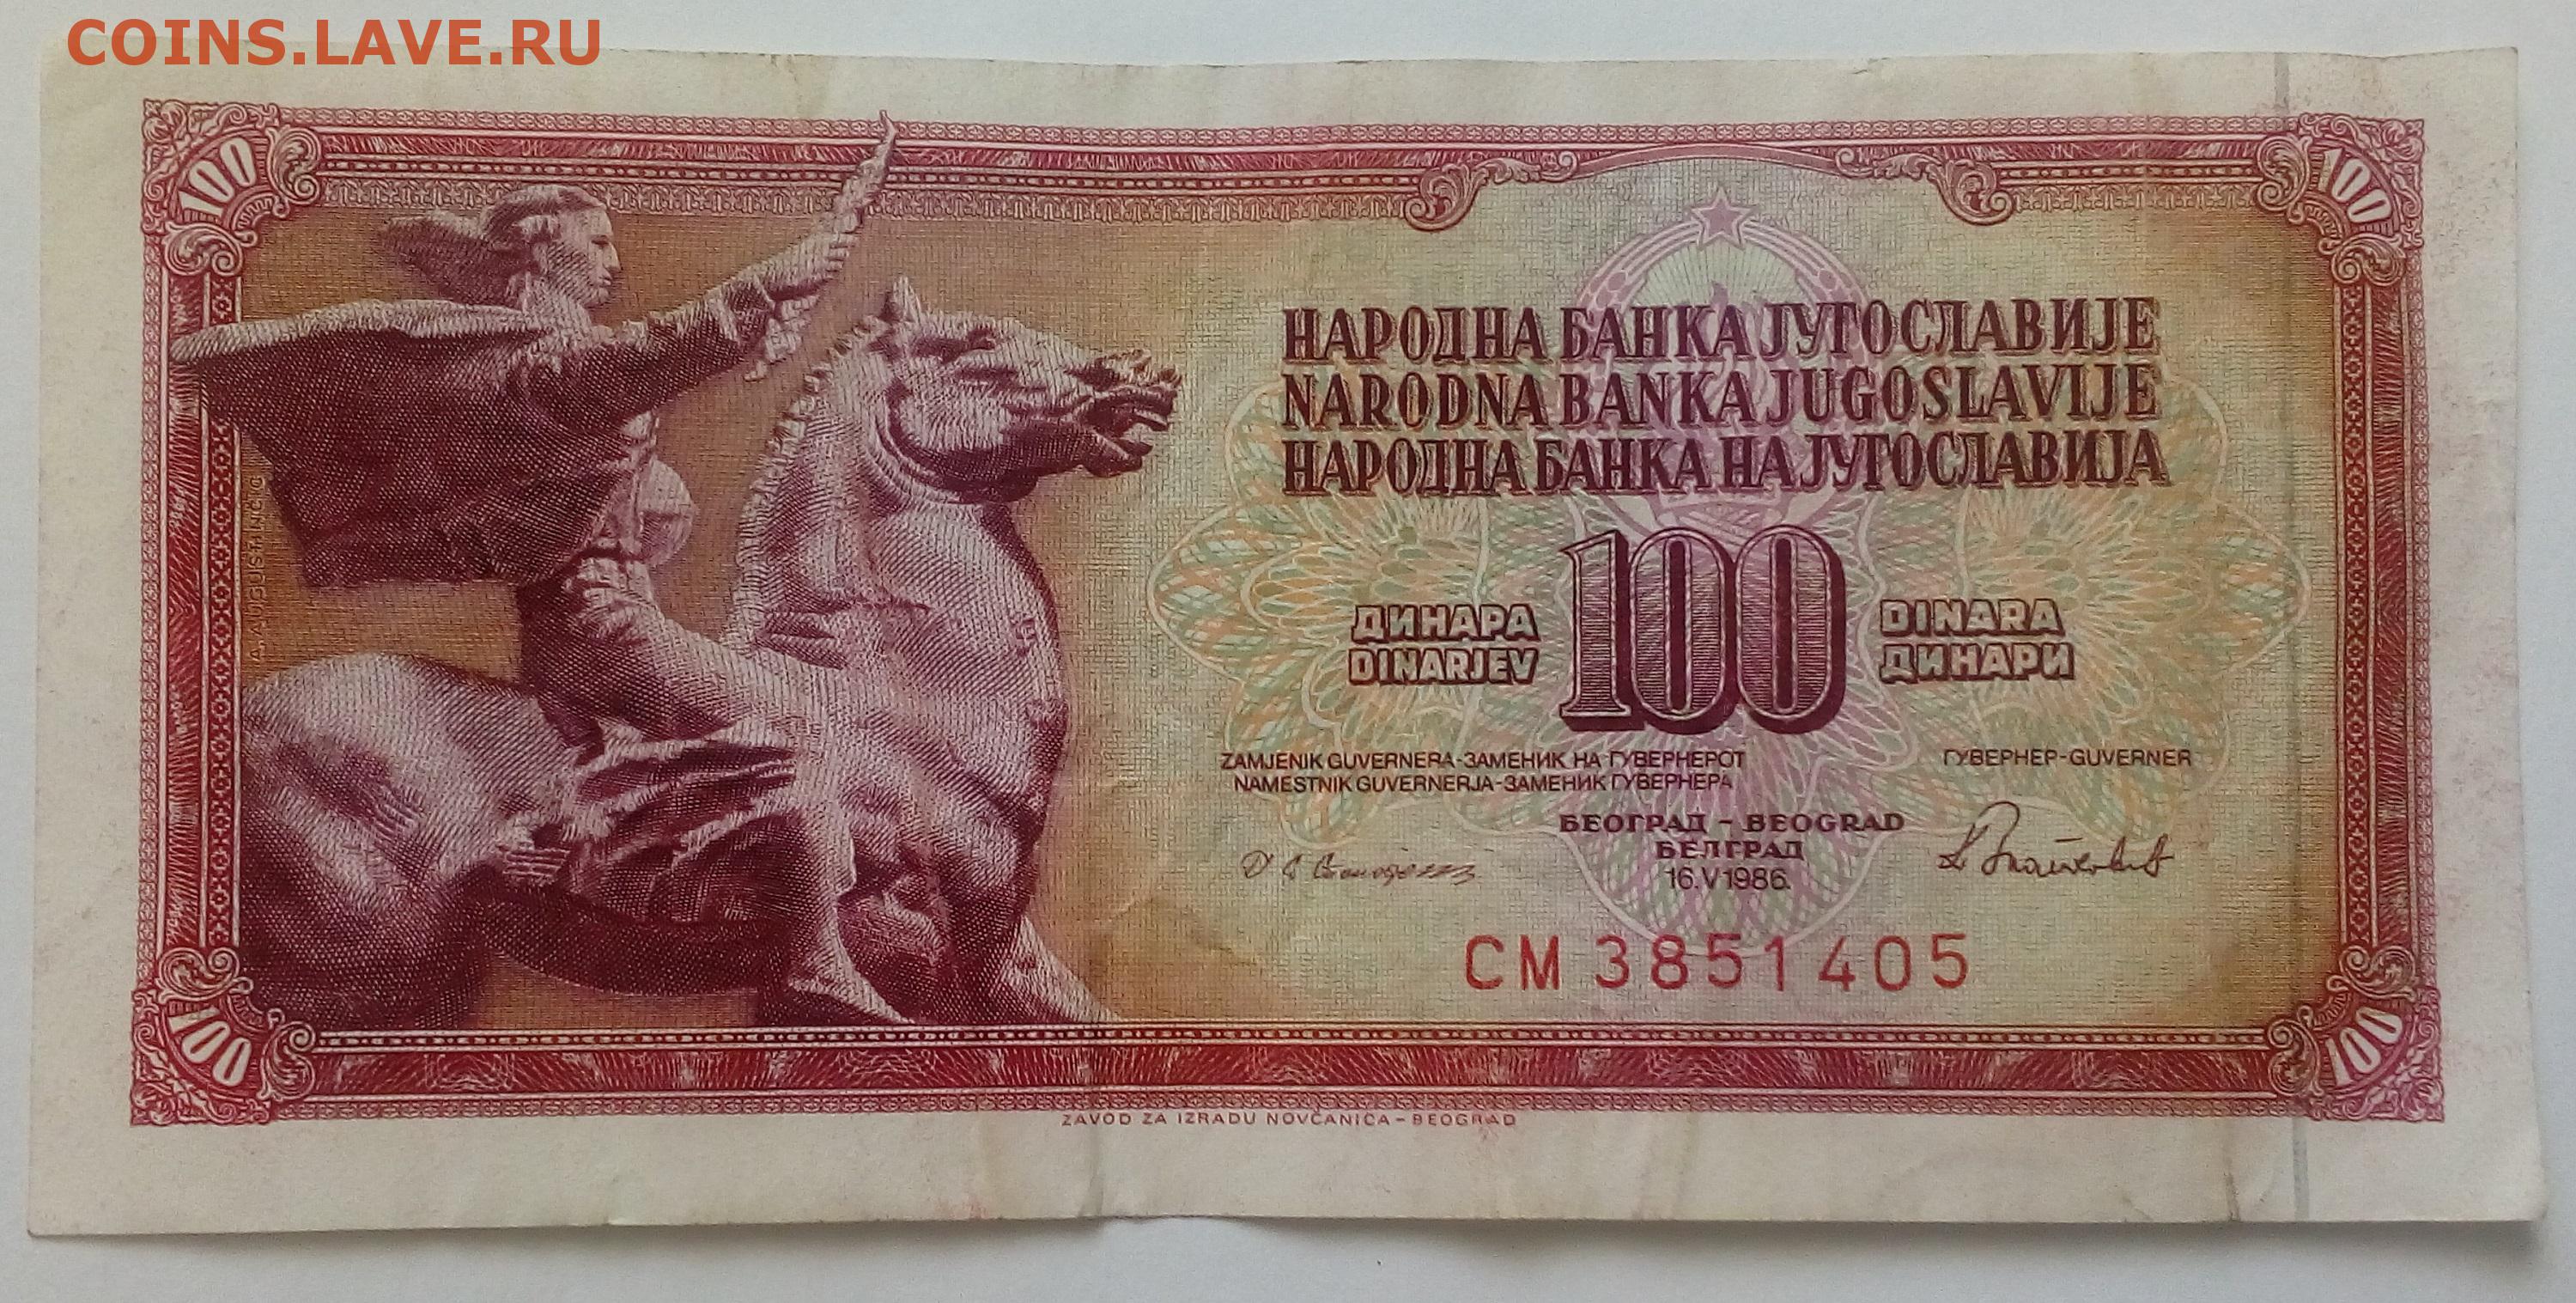 COINS.LAVE.RU
100
100
НАРОДНА БАНКА ЈУГОСЛАВИЈЕ
NARODNA BANKA JUGOSLAVIJE
НАРОДНА БАНКА НА ЈУГОСЛАВИЈА
A. AUGUSTINČIĆ
ДИНАРА 100 DINARA
DINARJEV ДИНАРИ
ZAMJENIK GUVERNERA-ЗАМЕНИК НА ГУВЕРНЕРОТ
NAMESTNIK GUVERNERJA-ЗАМЕНИК ГУВЕРНЕРА
ГУВЕРНЕР-GUVERNER
БЕОГРАД - BEOGRAD
БЕЛГРАД
16.V 1986.
CM 3851405
100
100
ZAVOD ZA IZRADU NOVČANICA – BEOGRAD